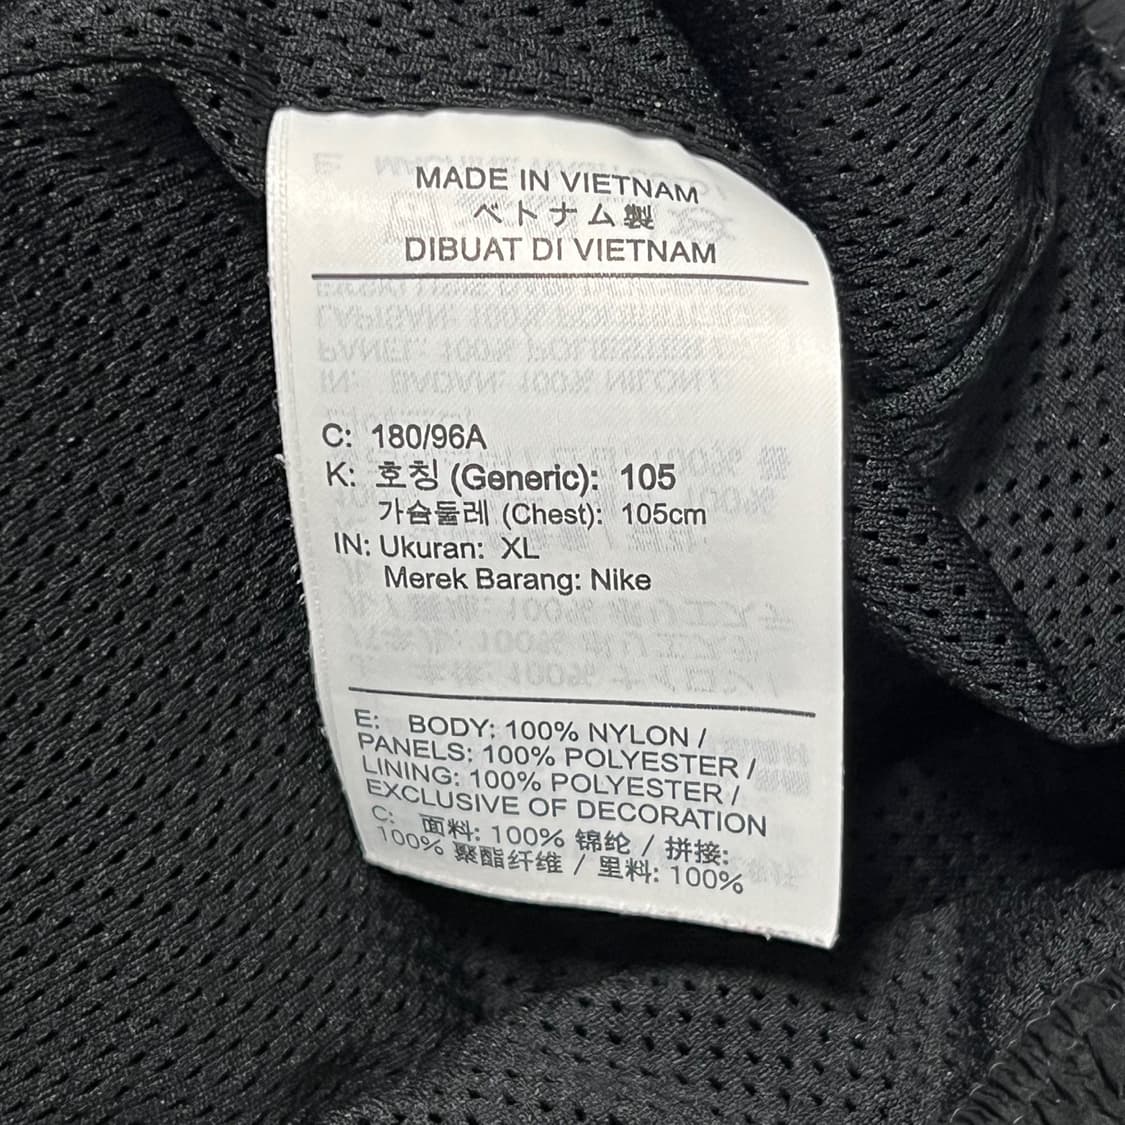 MADE IN VIETNAM
ベトナム製
DIBUAT DI VIETNAM
C: 180/96A
K: 호칭 (Generic): 105
가슴둘레 (Chest): 105cm
IN: Ukuran: XL
Merek Barang: Nike
E: BODY: 100% NYLON /
PANELS: 100% POLYESTER /
LINING: 100% POLYESTER /
EXCLUSIVE OF DECORATION
C: 面料: 100% 锦纶 / 拼接:
100% 聚酯纤维 / 里料: 100%